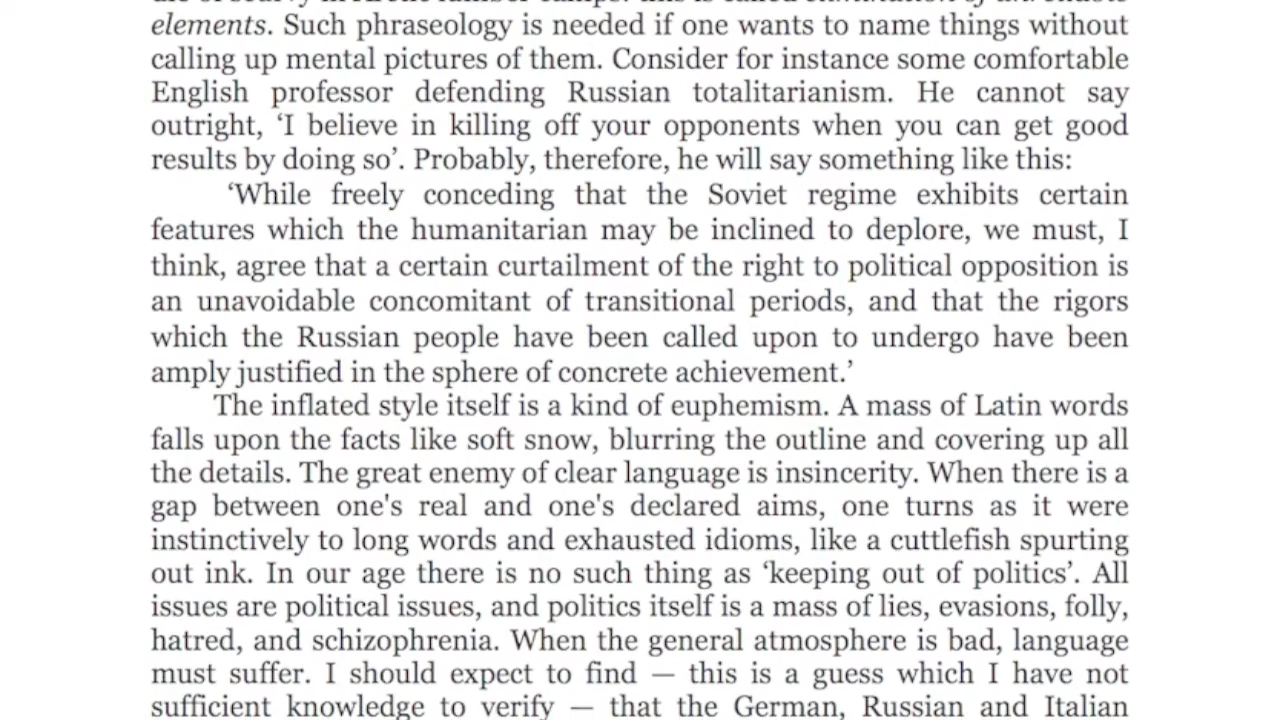 elements. Such phraseology is needed if one wants to name things without
calling up mental pictures of them. Consider for instance some comfortable
English professor defending Russian totalitarianism. He cannot say
outright, ‘I believe in killing off your opponents when you can get good
results by doing so’. Probably, therefore, he will say something like this:
‘While freely conceding that the Soviet regime exhibits certain
features which the humanitarian may be inclined to deplore, we must, I
think, agree that a certain curtailment of the right to political opposition is
an unavoidable concomitant of transitional periods, and that the rigors
which the Russian people have been called upon to undergo have been
amply justified in the sphere of concrete achievement.’
The inflated style itself is a kind of euphemism. A mass of Latin words
falls upon the facts like soft snow, blurring the outline and covering up all
the details. The great enemy of clear language is insincerity. When there is a
gap between one's real and one's declared aims, one turns as it were
instinctively to long words and exhausted idioms, like a cuttlefish spurting
out ink. In our age there is no such thing as ‘keeping out of politics’. All
issues are political issues, and politics itself is a mass of lies, evasions, folly,
hatred, and schizophrenia. When the general atmosphere is bad, language
must suffer. I should expect to find — this is a guess which I have not
sufficient knowledge to verify — that the German, Russian and Italian